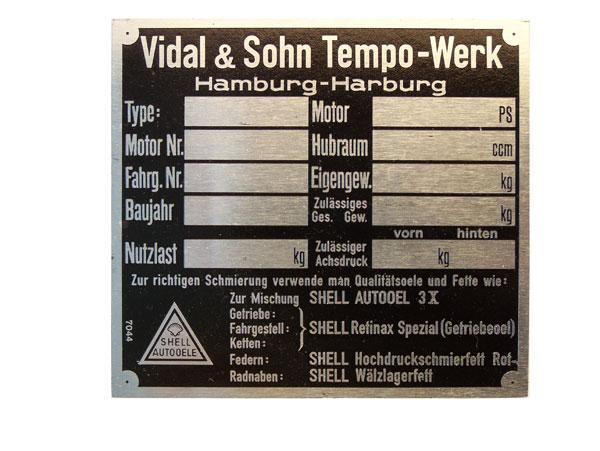 Vidal & Sohn Tempo-Werk
Hamburg-Harburg
Type: Motor PS
Motor Nr. Hubraum ccm
Fahrg. Nr. Eigengew. kg
Baujahr Zulässiges Ges. Gew. kg
vorn hinten
Nutzlast kg Zulässiger Achsdruck kg
Zur richtigen Schmierung verwende man Qualitätsoele und Fette wie:
Zur Mischung SHELL AUTOOEL 3X
Getriebe:
Fahrgestell: SHELL Retinax Spezial (Getriebeoel)
Ketten:
Federn: SHELL Hochdruckschmierfett Rot-
Radnaben: SHELL Wälzlagerfett
SHELL
AUTOOELE
7044